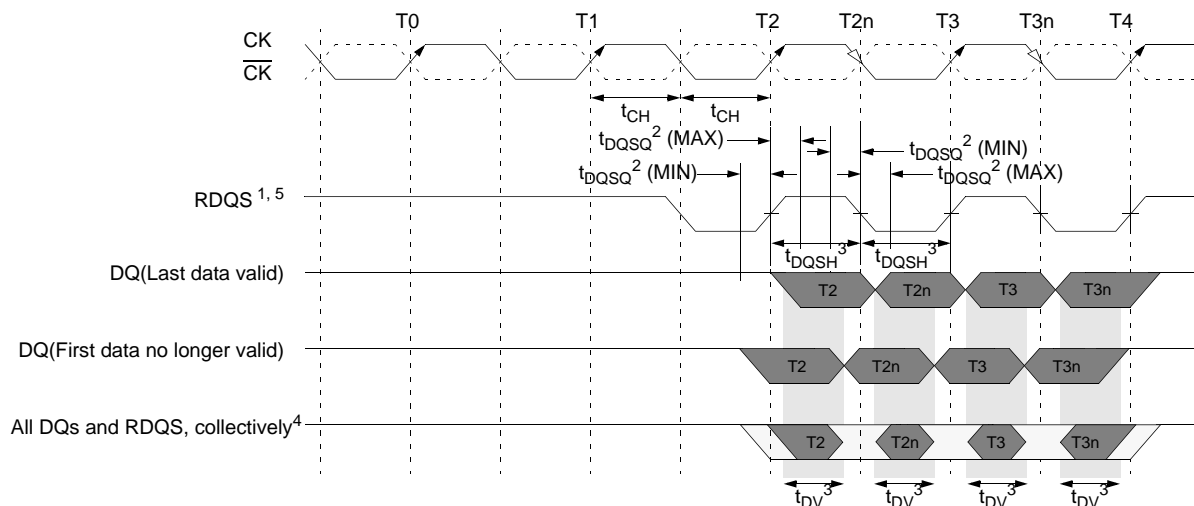 T0 T1 T2 T2n T3 T3n T4
CK
CK
tCH tCH
tDQSQ2 (MAX)
tDQSQ2 (MIN)
tDQSQ2 (MIN)
tDQSQ2 (MAX)
RDQS 1, 5
tDQSH3 tDQSH3
DQ(Last data valid)
T2 T2n T3 T3n
DQ(First data no longer valid)
T2 T2n T3 T3n
All DQs and RDQS, collectively4
T2 T2n T3 T3n
tDV3 tDV3 tDV3 tDV3